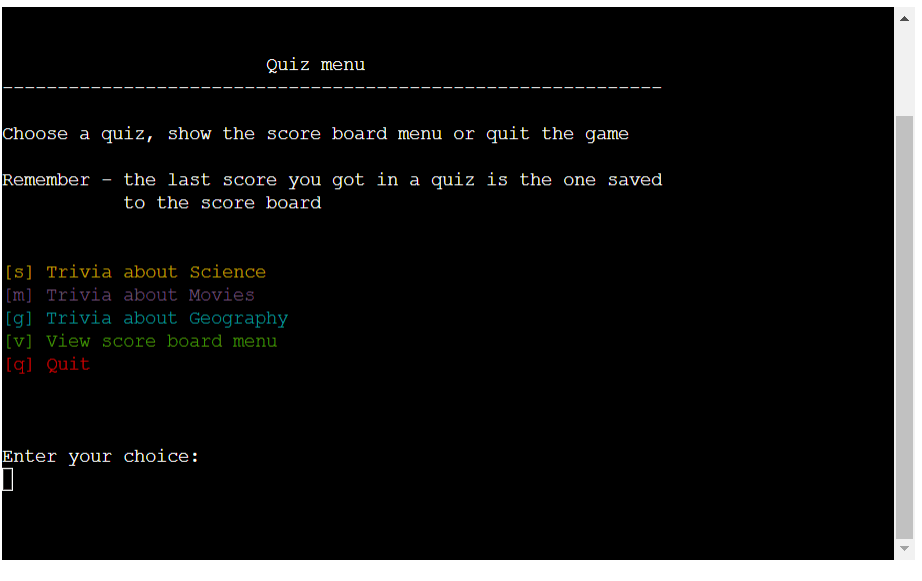 Quiz menu
------------------------------------------------------------
Choose a quiz, show the score board menu or quit the game
Remember - the last score you got in a quiz is the one saved
to the score board
[s] Trivia about Science
[m] Trivia about Movies
[g] Trivia about Geography
[v] View score board menu
[q] Quit
Enter your choice: